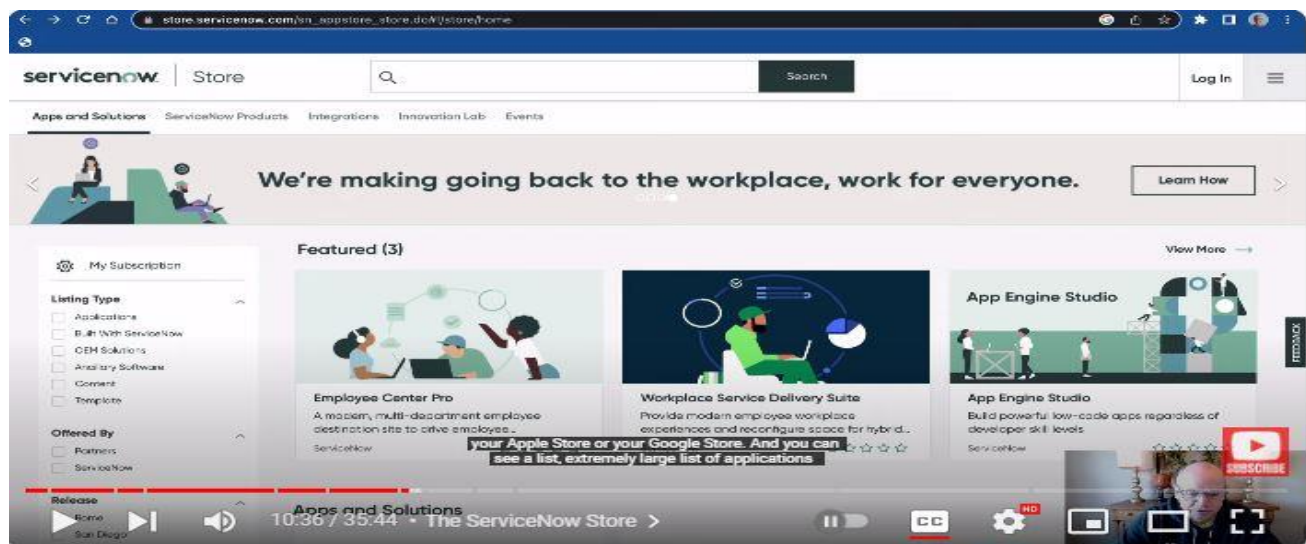 store.servicenow.com/sn_appstore_store.do#!/store/home
servicenow | Store
Search
Log In
Apps and Solutions ServiceNow Products Integrations Innovation Lab Events
We're making going back to the workplace, work for everyone.
Learn How
My Subscription
Listing Type
Applications
Built With ServiceNow
OEM Solutions
Ancillary Software
Content
Template
Offered By
Partners
ServiceNow
Release
Rome
San Diego
Featured (3)
View More
Employee Center Pro
A modern, multi-department employee
destination site to drive employee...
ServiceNow
Workplace Service Delivery Suite
Provide modern employee workplace
experiences and reconfigure space for hybrid...
App Engine Studio
App Engine Studio
Build powerful low-code apps regardless of
developer skill levels
ServiceNow
FEEDBACK
your Apple Store or your Google Store. And you can
see a list, extremely large list of applications
SUBSCRIBE
Apps and Solutions
10:36 / 35:44 • The ServiceNow Store >
CC
HD